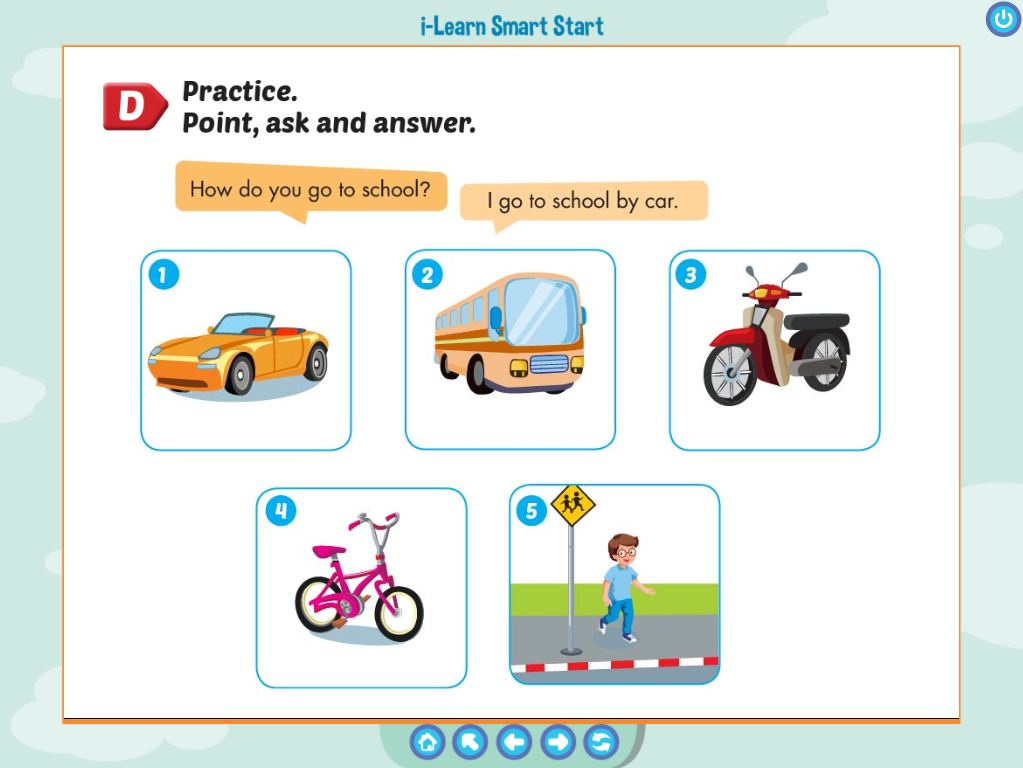 i-Learn Smart Start
D
Practice.
Point, ask and answer.
How do you go to school?
I go to school by car.
1
2
3
4
5